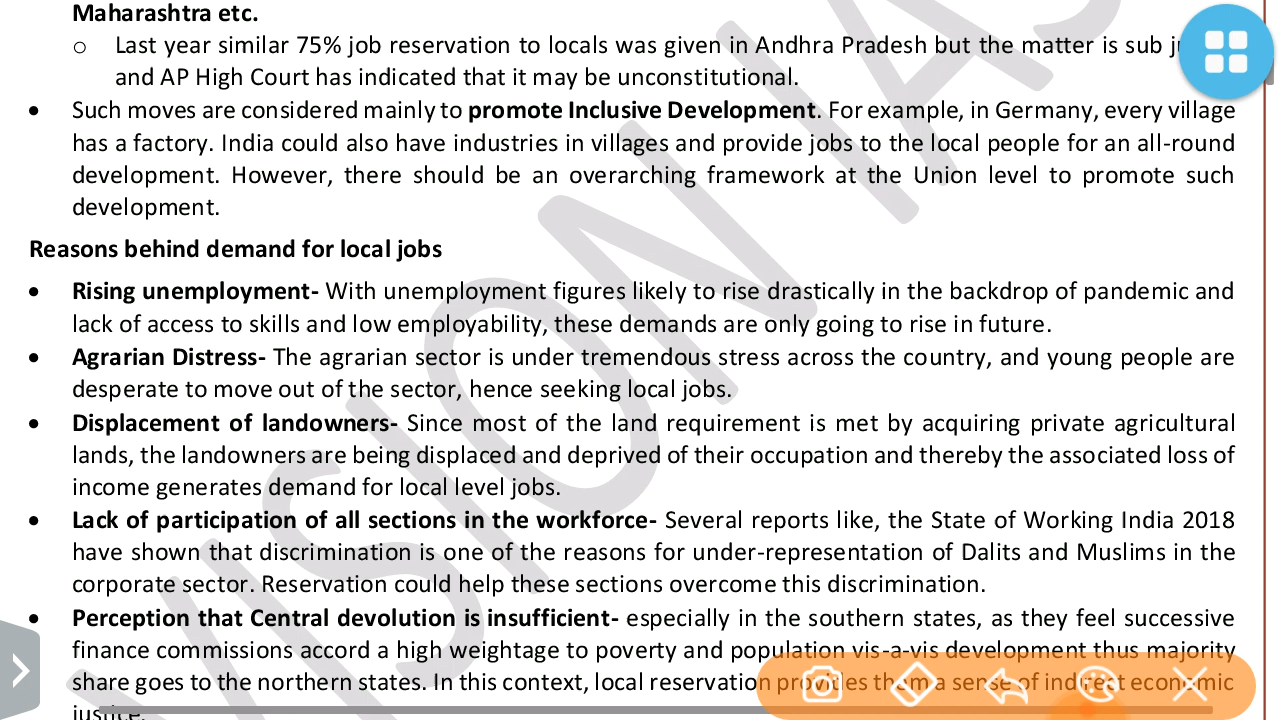 Maharashtra etc.
o Last year similar 75% job reservation to locals was given in Andhra Pradesh but the matter is sub
and AP High Court has indicated that it may be unconstitutional.
• Such moves are considered mainly to promote Inclusive Development. For example, in Germany, every village
has a factory. India could also have industries in villages and provide jobs to the local people for an all-round
development. However, there should be an overarching framework at the Union level to promote such
development.
Reasons behind demand for local jobs
• Rising unemployment- With unemployment figures likely to rise drastically in the backdrop of pandemic and
lack of access to skills and low employability, these demands are only going to rise in future.
• Agrarian Distress- The agrarian sector is under tremendous stress across the country, and young people are
desperate to move out of the sector, hence seeking local jobs.
• Displacement of landowners- Since most of the land requirement is met by acquiring private agricultural
lands, the landowners are being displaced and deprived of their occupation and thereby the associated loss of
income generates demand for local level jobs.
• Lack of participation of all sections in the workforce- Several reports like, the State of Working India 2018
have shown that discrimination is one of the reasons for under-representation of Dalits and Muslims in the
corporate sector. Reservation could help these sections overcome this discrimination.
• Perception that Central devolution is insufficient- especially in the southern states, as they feel successive
finance commissions accord a high weightage to poverty and population vis-a-vis development thus majority
share goes to the northern states. In this context, local reservation provides them a sense of indirect economic
justice.
VISION IAS